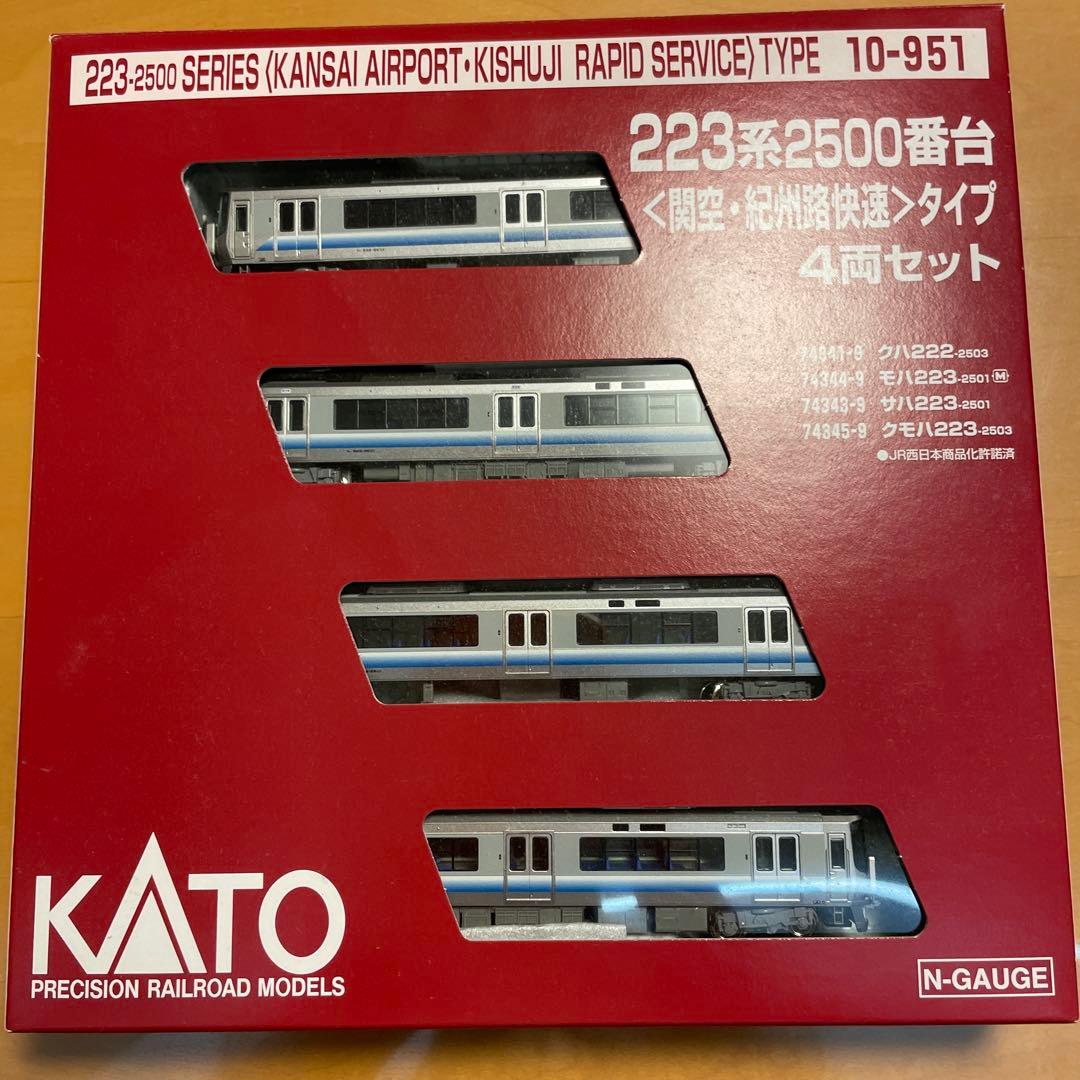 223-2500 SERIES〈KANSAI AIRPORT・KISHUJI RAPID SERVICE〉TYPE 10-951
223系2500番台
〈関空・紀州路快速〉タイプ
4両セット
74341-9 クハ222-2503
74344-9 モハ223-2501 M
74343-9 サハ223-2501
74345-9 クモハ223-2503
●JR西日本商品化許諾済
KATO
PRECISION RAILROAD MODELS
N-GAUGE